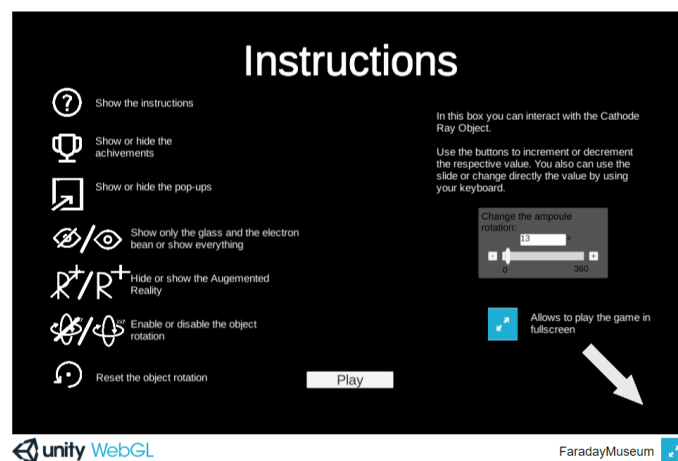 Instructions
Show the instructions
Show or hide the
achivements
Show or hide the pop-ups
Show only the glass and the electron
bean or show everything
R+/R+
Hide or show the Augemented
Reality
Enable or disable the object
rotation
Reset the object rotation
Play
In this box you can interact with the Cathode
Ray Object.
Use the buttons to increment or decrement
the respective value. You also can use the
slide or change directly the value by using
your keyboard.
Change the ampoule
rotation:
13 °
- +
0 360
Allows to play the game in
fullscreen
unity WebGL
FaradayMuseum